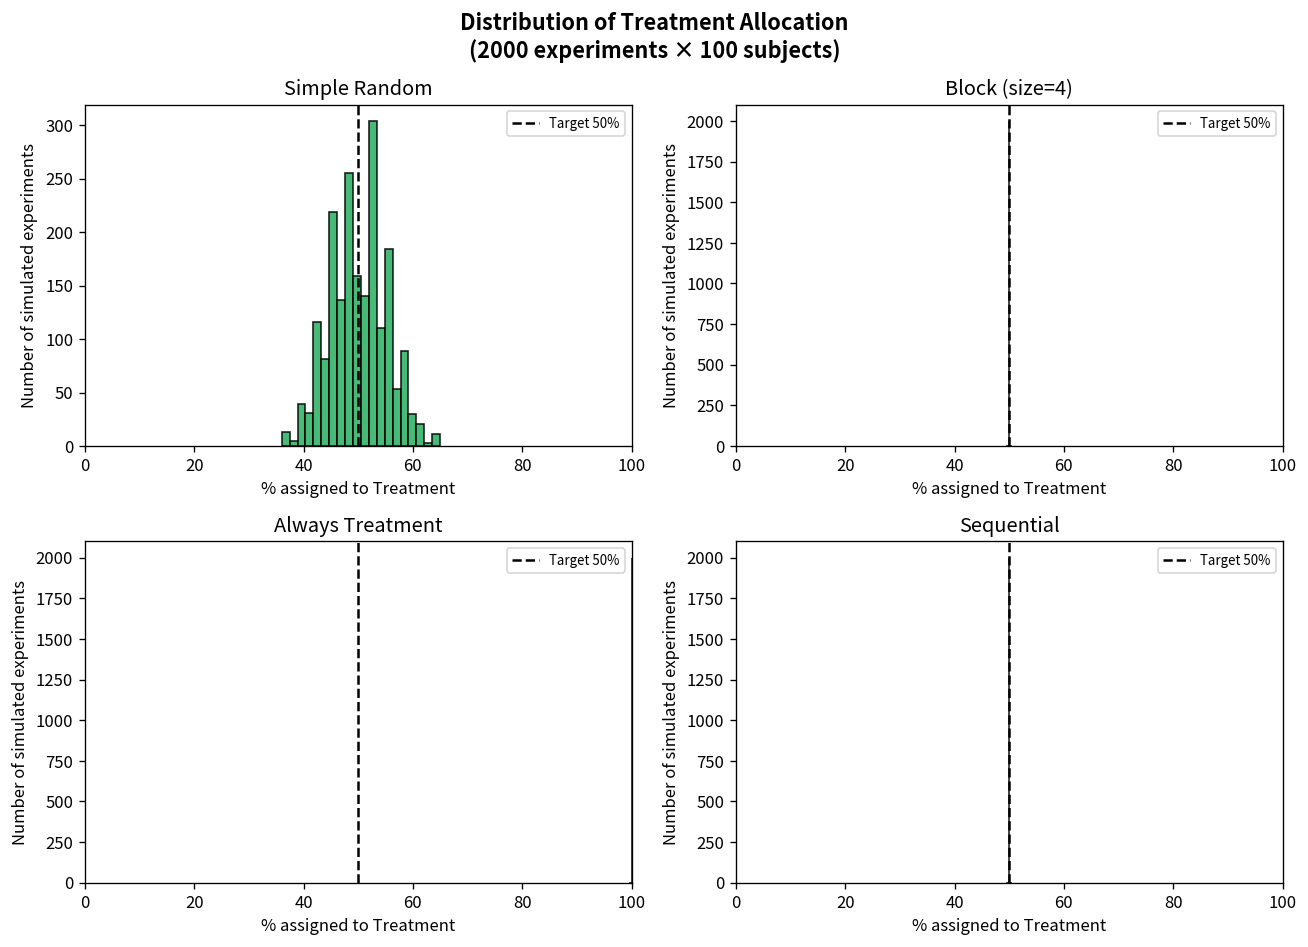 Distribution of Treatment Allocation
(2000 experiments × 100 subjects)
Simple Random
Number of simulated experiments
300
250
200
150
100
50
0
Target 50%
0 20 40 60 80 100
% assigned to Treatment
Block (size=4)
Number of simulated experiments
2000
1750
1500
1250
1000
750
500
250
0
Target 50%
0 20 40 60 80 100
% assigned to Treatment
Always Treatment
Number of simulated experiments
2000
1750
1500
1250
1000
750
500
250
0
Target 50%
0 20 40 60 80 100
% assigned to Treatment
Sequential
Number of simulated experiments
2000
1750
1500
1250
1000
750
500
250
0
Target 50%
0 20 40 60 80 100
% assigned to Treatment